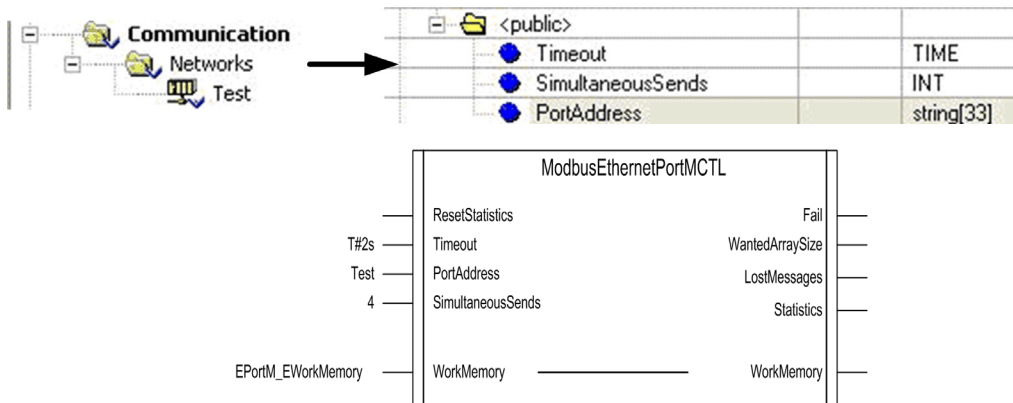 Communication
Networks
Test
<public>
Timeout TIME
SimultaneousSends INT
PortAddress string[33]
ModbusEthernetPortMCTL
ResetStatistics Fail
T#2s Timeout WantedArraySize
Test PortAddress LostMessages
4 SimultaneousSends Statistics
EPortM_EWorkMemory WorkMemory WorkMemory